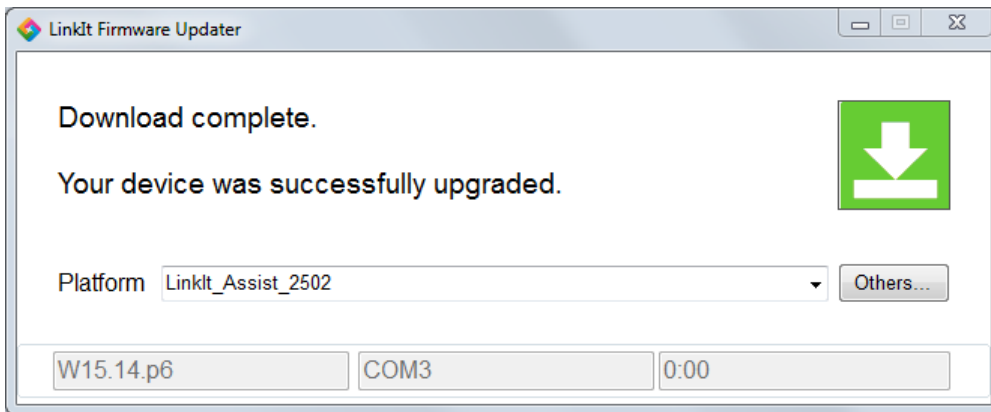 LinkIt Firmware Updater
Download complete.
Your device was successfully upgraded.
Platform LinkIt_Assist_2502 Others...
W15.14.p6 COM3 0:00